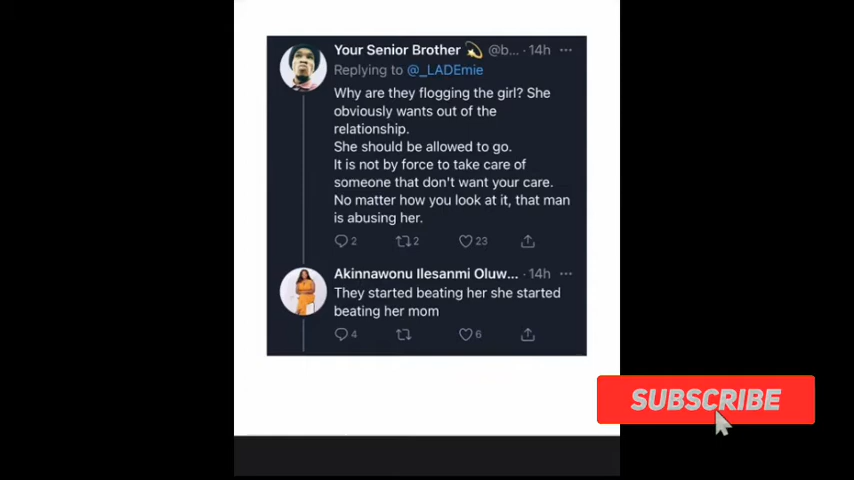 Your Senior Brother 💫 @b... · 14h ···
Replying to @_LADEmie
Why are they flogging the girl? She
obviously wants out of the
relationship.
She should be allowed to go.
It is not by force to take care of
someone that don't want your care.
No matter how you look at it, that man
is abusing her.
2 2 23
Akinnawonu Ilesanmi Oluw... · 14h ···
They started beating her she started
beating her mom
4 6
SUBSCRIBE